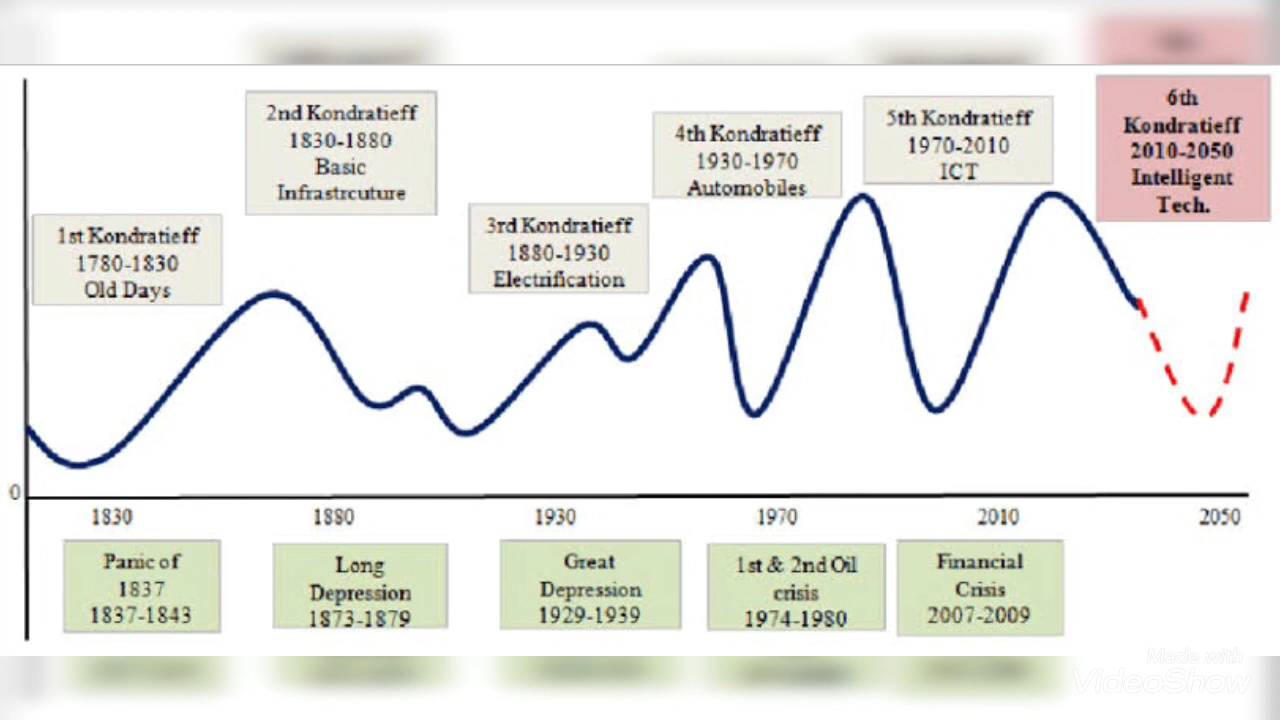 2nd Kondratieff
1830-1880
Basic
Infrastrcuture
1st Kondratieff
1780-1830
Old Days
3rd Kondratieff
1880-1930
Electrification
4th Kondratieff
1930-1970
Automobiles
5th Kondratieff
1970-2010
ICT
6th
Kondratieff
2010-2050
Intelligent
Tech.
0
1830 1880 1930 1970 2010 2050
Panic of
1837
1837-1843
Long
Depression
1873-1879
Great
Depression
1929-1939
1st & 2nd Oil
crisis
1974-1980
Financial
Crisis
2007-2009
Made with
VideoShow